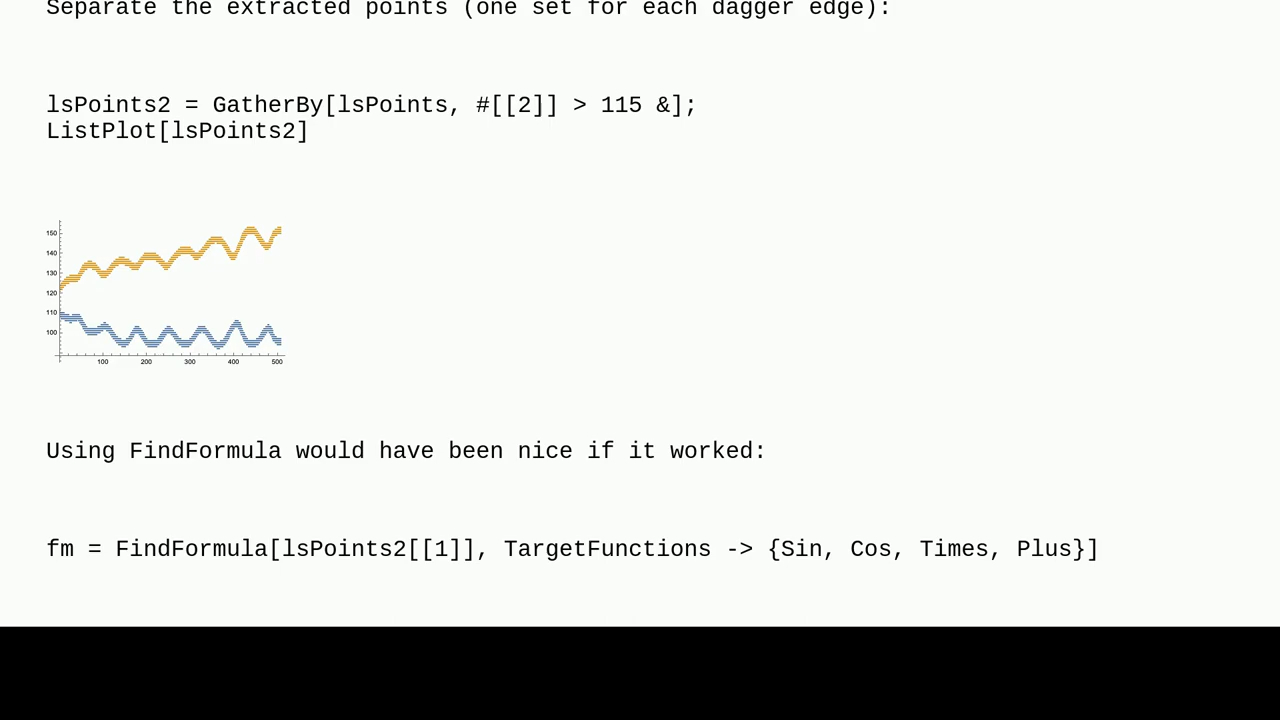 Separate the extracted points (one set for each dagger edge):
lsPoints2 = GatherBy[lsPoints, #[[2]] > 115 &];
ListPlot[lsPoints2]
150
140
130
120
110
100
100 200 300 400 500
Using FindFormula would have been nice if it worked:
fm = FindFormula[lsPoints2[[1]], TargetFunctions -> {Sin, Cos, Times, Plus}]